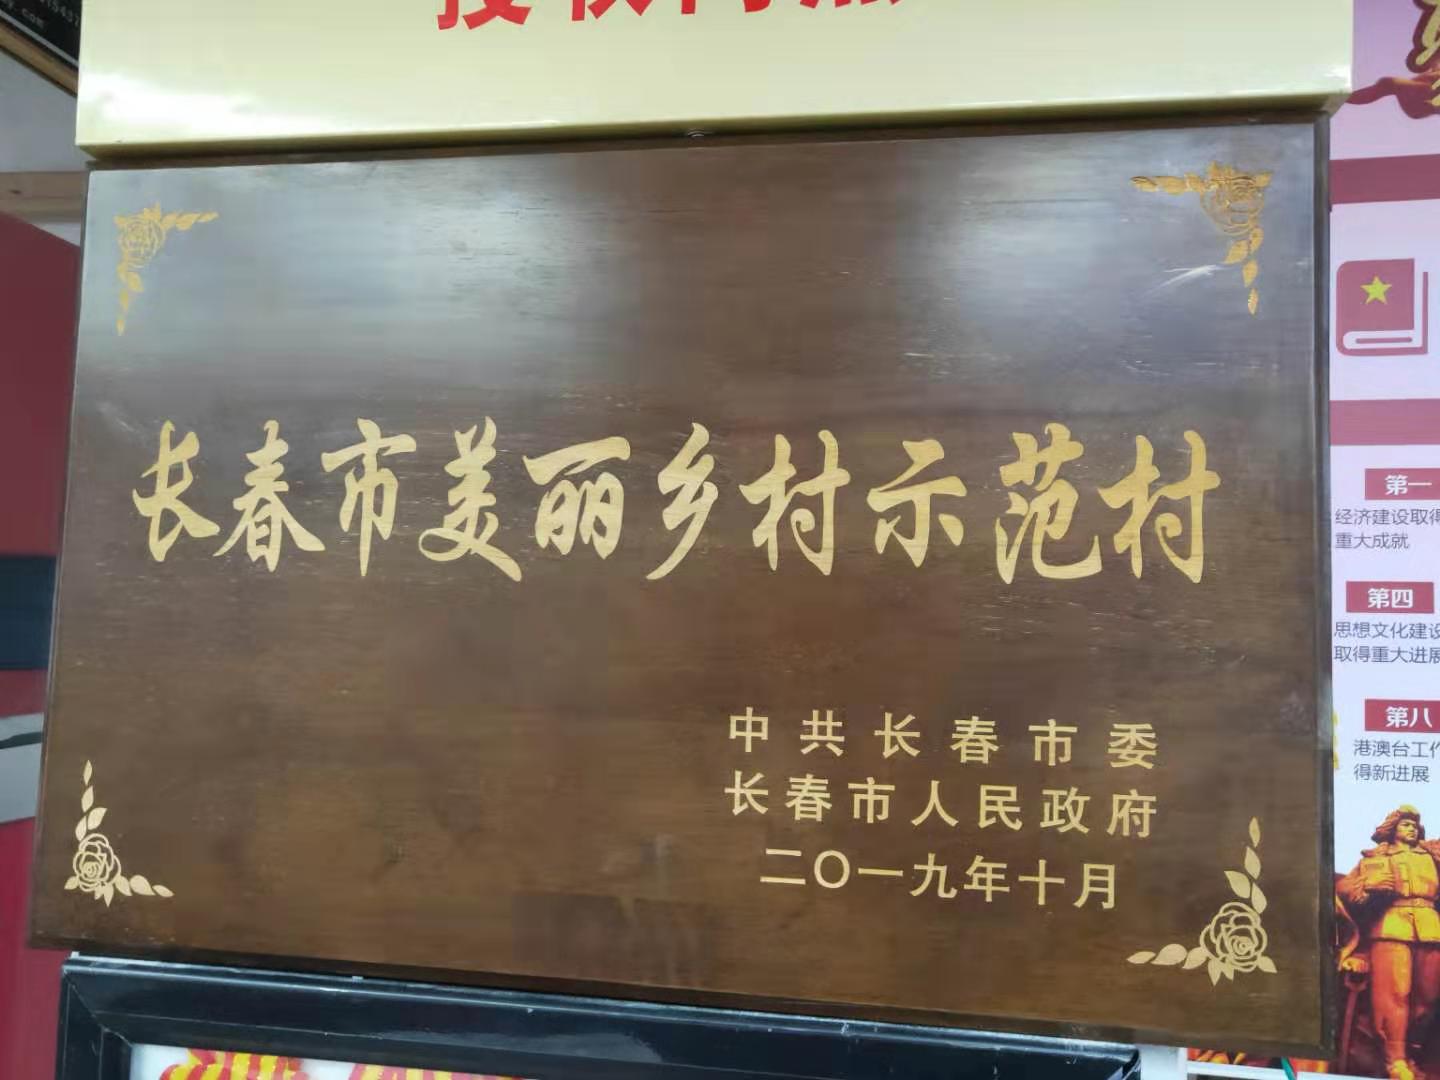 长春市美丽乡村示范村
中共长春市委
长春市人民政府
二〇一九年十月
第一
经济建设取得
重大成就
第四
思想文化建设
取得重大进展
第八
港澳台工作
得新进展